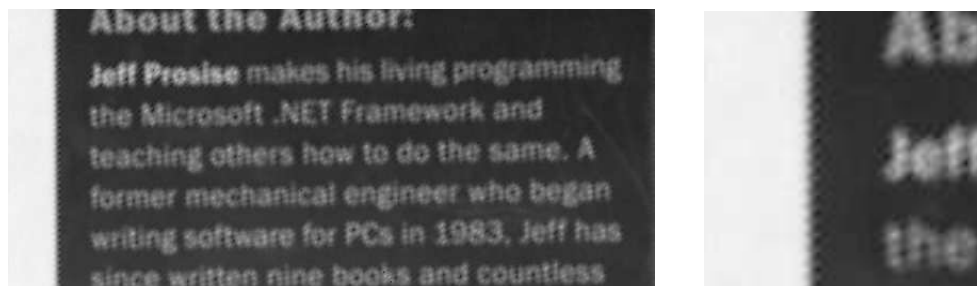 About the Author:
Jeff Prosise makes his living programming
the Microsoft .NET Framework and
teaching others how to do the same. A
former mechanical engineer who began
writing software for PCs in 1983, Jeff has
since written nine books and countless
Ab
Jeff
the